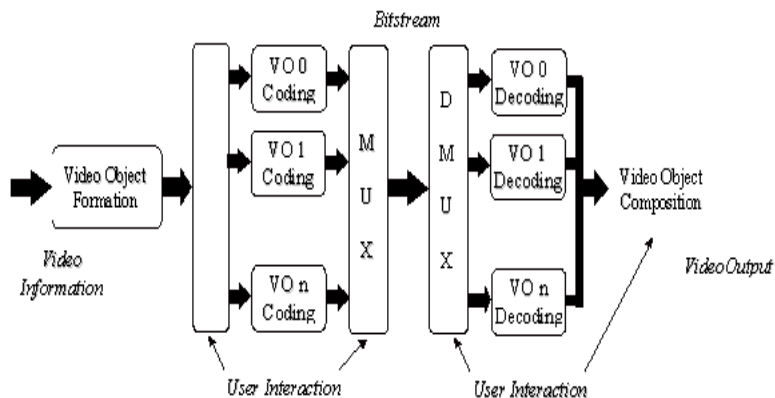 Bitstream
Video Object
Formation
Video
Information
VO 0
Coding
VO 1
Coding
VO n
Coding
M
U
X
D
M
U
X
VO 0
Decoding
VO 1
Decoding
VO n
Decoding
Video Object
Composition
Video Output
User Interaction
User Interaction